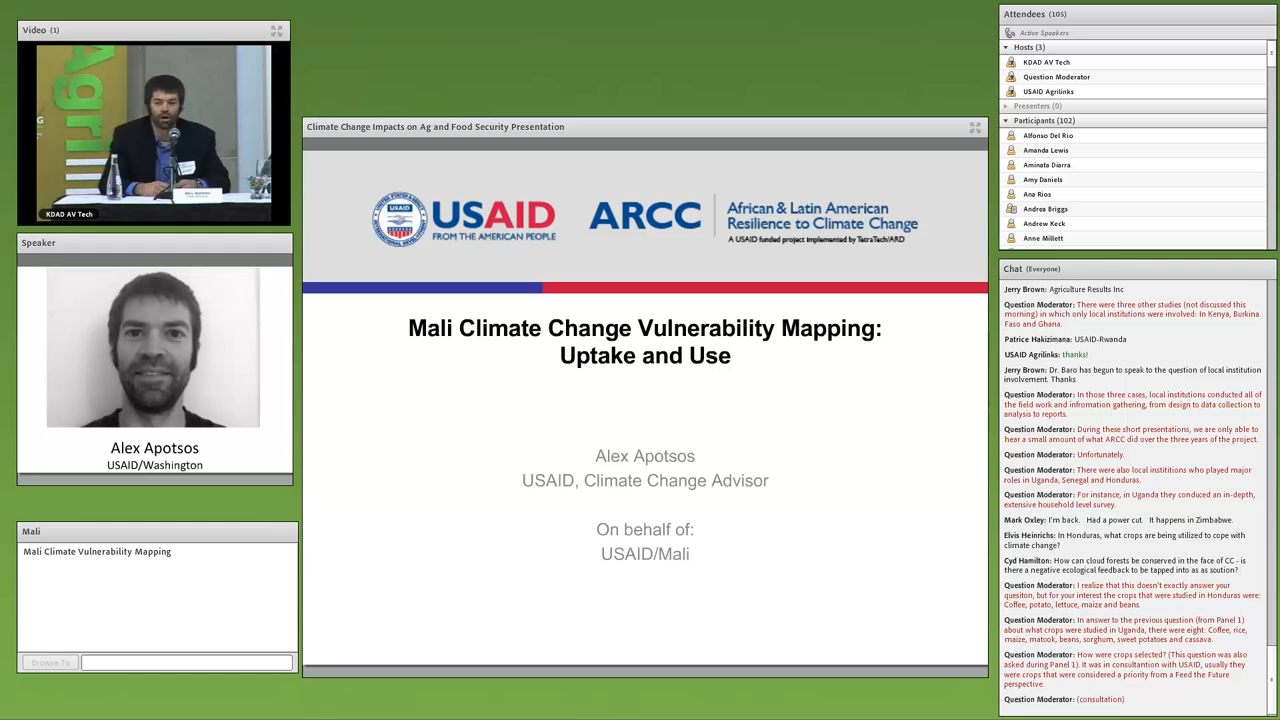 Video (1)
Agrili
KDAD AV Tech
Alex Apotsos
Speaker
Alex Apotsos
USAID/Washington
Mali
Mali Climate Vulnerability Mapping
Browse To
Climate Change Impacts on Ag and Food Security Presentation
USAID
FROM THE AMERICAN PEOPLE
ARCC
African & Latin American
Resilience to Climate Change
A USAID funded project implemented by TetraTech/ARD
Mali Climate Change Vulnerability Mapping:
Uptake and Use
Alex Apotsos
USAID, Climate Change Advisor
On behalf of:
USAID/Mali
Attendees (105)
Active Speakers
Hosts (3)
KDAD AV Tech
Question Moderator
USAID Agrilinks
Presenters (0)
Participants (102)
Alfonso Del Rio
Amanda Lewis
Aminata Diarra
Amy Daniels
Ana Rios
Andrea Briggs
Andrew Keck
Anne Millett
Chat (Everyone)
Jerry Brown: Agriculture Results Inc
Question Moderator: There were three other studies (not discussed this
morning) in which only local institutions were involved: In Kenya, Burkina
Faso and Ghana.
Patrice Hakizimana: USAID-Rwanda
USAID Agrilinks: thanks!
Jerry Brown: Dr. Baro has begun to speak to the question of local institution
involvement. Thanks
Question Moderator: In those three cases, local institutions conducted all of
the field work and infromation gathering, from design to data collection to
analysis to reports.
Question Moderator: During these short presentations, we are only able to
hear a small amount of what ARCC did over the three years of the project.
Question Moderator: Unfortunately.
Question Moderator: There were also local instititions who played major
roles in Uganda, Senegal and Honduras.
Question Moderator: For instance, in Uganda they conducted an in-depth,
extensive household level survey.
Mark Oxley: I'm back. Had a power cut. It happens in Zimbabwe.
Elvis Heinrichs: In Honduras, what crops are being utilized to cope with
climate change?
Cyd Hamilton: How can cloud forests be conserved in the face of CC - is
there a negative ecological feedback to be tapped into as as soution?
Question Moderator: I realize that this doesn't exactly answer your
quesiton, but for your interest the crops that were studied in Honduras were:
Coffee, potato, lettuce, maize and beans.
Question Moderator: In answer to the previous question (from Panel 1)
about what crops were studied in Uganda, there were eight: Coffee, rice,
maize, matook, beans, sorghum, sweet potatoes and cassava.
Question Moderator: How were crops selected? (This question was also
asked during Panel 1). It was in consultantion with USAID, usually they
were crops that were considered a priority from a Feed the Future
perspective.
Question Moderator: (consultation)